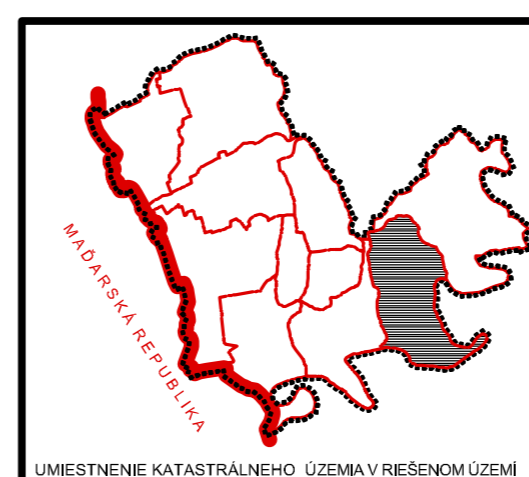 MAĎARSKÁ REPUBLIKA
UMIESTNENIE KATASTRÁLNEHO ÚZEMIA V RIEŠENOM ÚZEMÍ